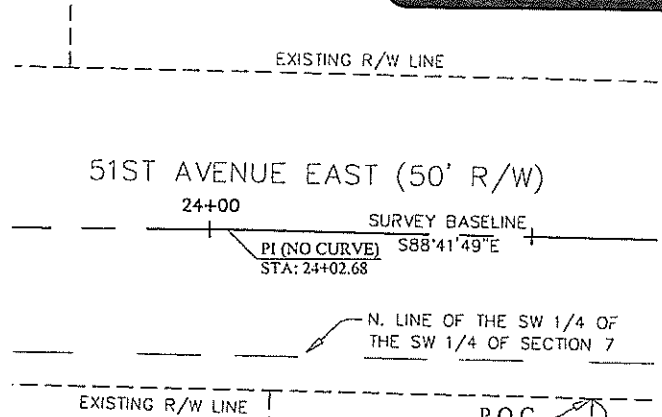 EXISTING R/W LINE
51ST AVENUE EAST (50' R/W)
24+00
SURVEY BASELINE
S88°41'49"E
PI (NO CURVE)
STA: 24+02.68
N. LINE OF THE SW 1/4 OF
THE SW 1/4 OF SECTION 7
EXISTING R/W LINE
P.O.C.